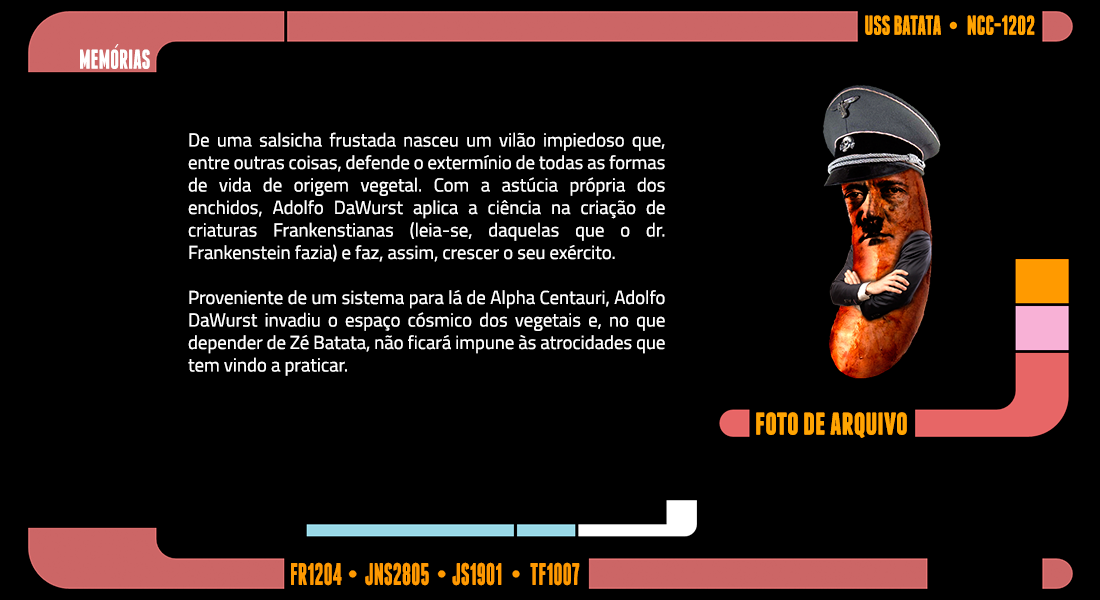 USS BATATA • NCC-1202
MEMÓRIAS
De uma salsicha frustada nasceu um vilão impiedoso que,
entre outras coisas, defende o extermínio de todas as formas
de vida de origem vegetal. Com a astúcia própria dos
enchidos, Adolfo DaWurst aplica a ciência na criação de
criaturas Frankenstianas (leia-se, daquelas que o dr.
Frankenstein fazia) e faz, assim, crescer o seu exército.
Proveniente de um sistema para lá de Alpha Centauri, Adolfo
DaWurst invadiu o espaço cósmico dos vegetais e, no que
depender de Zé Batata, não ficará impune às atrocidades que
tem vindo a praticar.
FOTO DE ARQUIVO
FR1204 • JNS2805 • JS1901 • TF1007